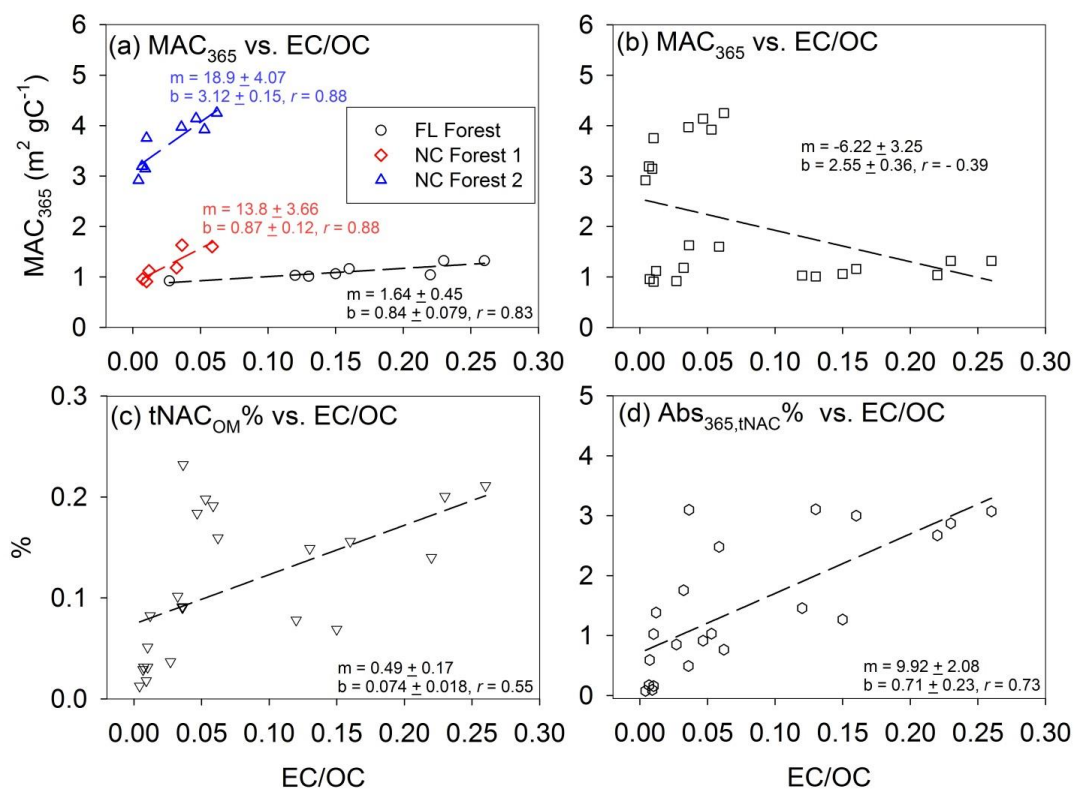 (a) MAC365 vs. EC/OC
m = 18.9 ± 4.07
b = 3.12 ± 0.15, r = 0.88
FL Forest
NC Forest 1
NC Forest 2
m = 13.8 ± 3.66
b = 0.87 ± 0.12, r = 0.88
m = 1.64 ± 0.45
b = 0.84 ± 0.079, r = 0.83
MAC365 (m² gC⁻¹)
6
5
4
3
2
1
0
0.00 0.05 0.10 0.15 0.20 0.25 0.30
(b) MAC365 vs. EC/OC
m = -6.22 ± 3.25
b = 2.55 ± 0.36, r = - 0.39
6
5
4
3
2
1
0
0.00 0.05 0.10 0.15 0.20 0.25 0.30
(c) tNACOM% vs. EC/OC
m = 0.49 ± 0.17
b = 0.074 ± 0.018, r = 0.55
%
0.3
0.2
0.1
0.0
0.00 0.05 0.10 0.15 0.20 0.25 0.30
EC/OC
(d) Abs365,tNAC% vs. EC/OC
m = 9.92 ± 2.08
b = 0.71 ± 0.23, r = 0.73
5
4
3
2
1
0
0.00 0.05 0.10 0.15 0.20 0.25 0.30
EC/OC